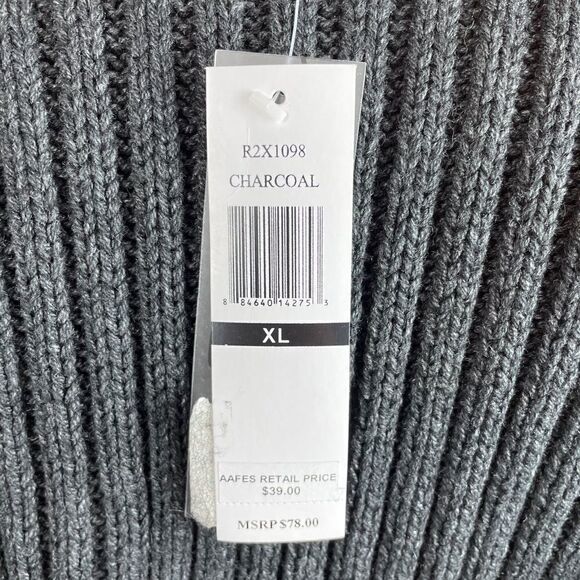 R2X1098
CHARCOAL
8 84640 14275 3
XL
AAFES RETAIL PRICE
$39.00
MSRP $78.00